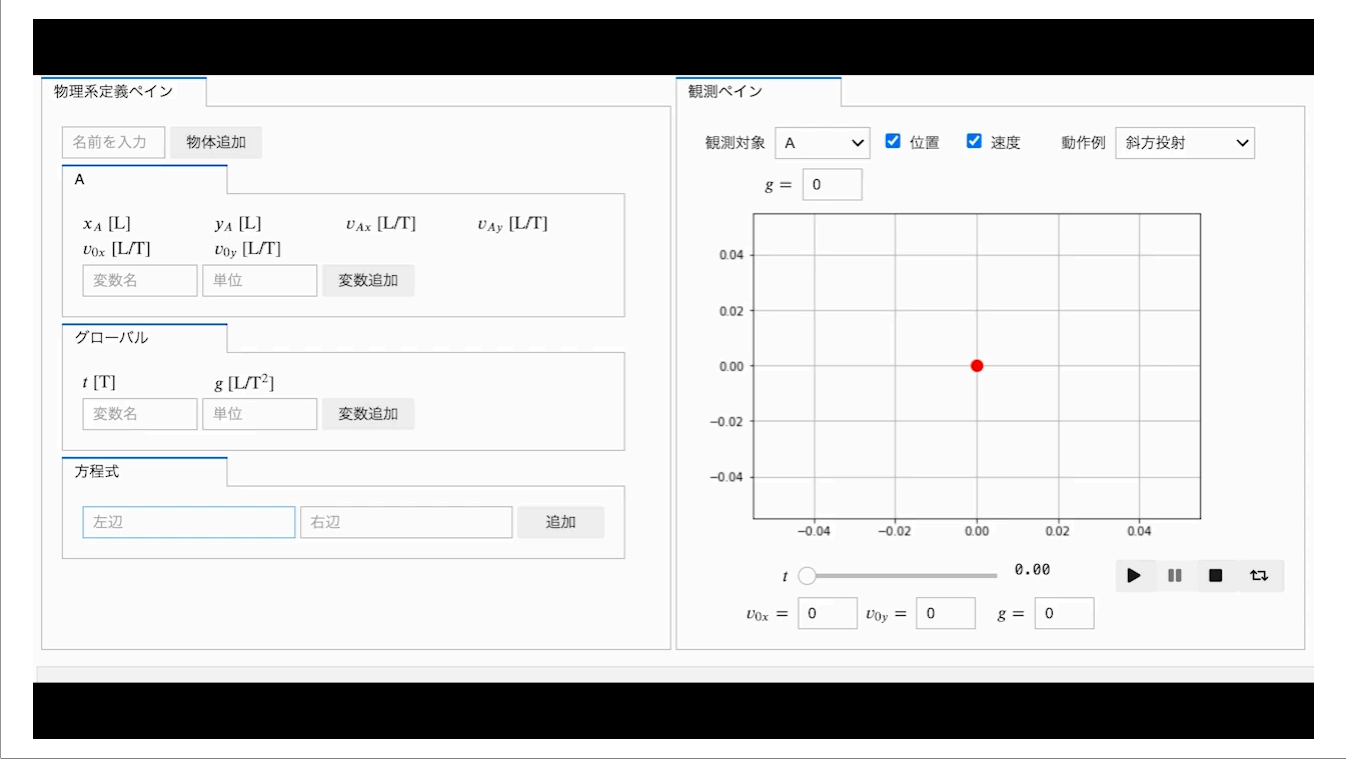 物理系定義ペイン
名前を入力 物体追加
A
x_A [L] y_A [L] v_Ax [L/T] v_Ay [L/T]
v_0x [L/T] v_0y [L/T]
変数名 単位 変数追加
グローバル
t [T] g [L/T²]
変数名 単位 変数追加
方程式
左辺 右辺 追加
観測ペイン
観測対象 A 位置 速度 動作例 斜方投射
g = 0
0.04
0.02
0.00
−0.02
−0.04
−0.04 −0.02 0.00 0.02 0.04
t 0.00
v_0x = 0 v_0y = 0 g = 0